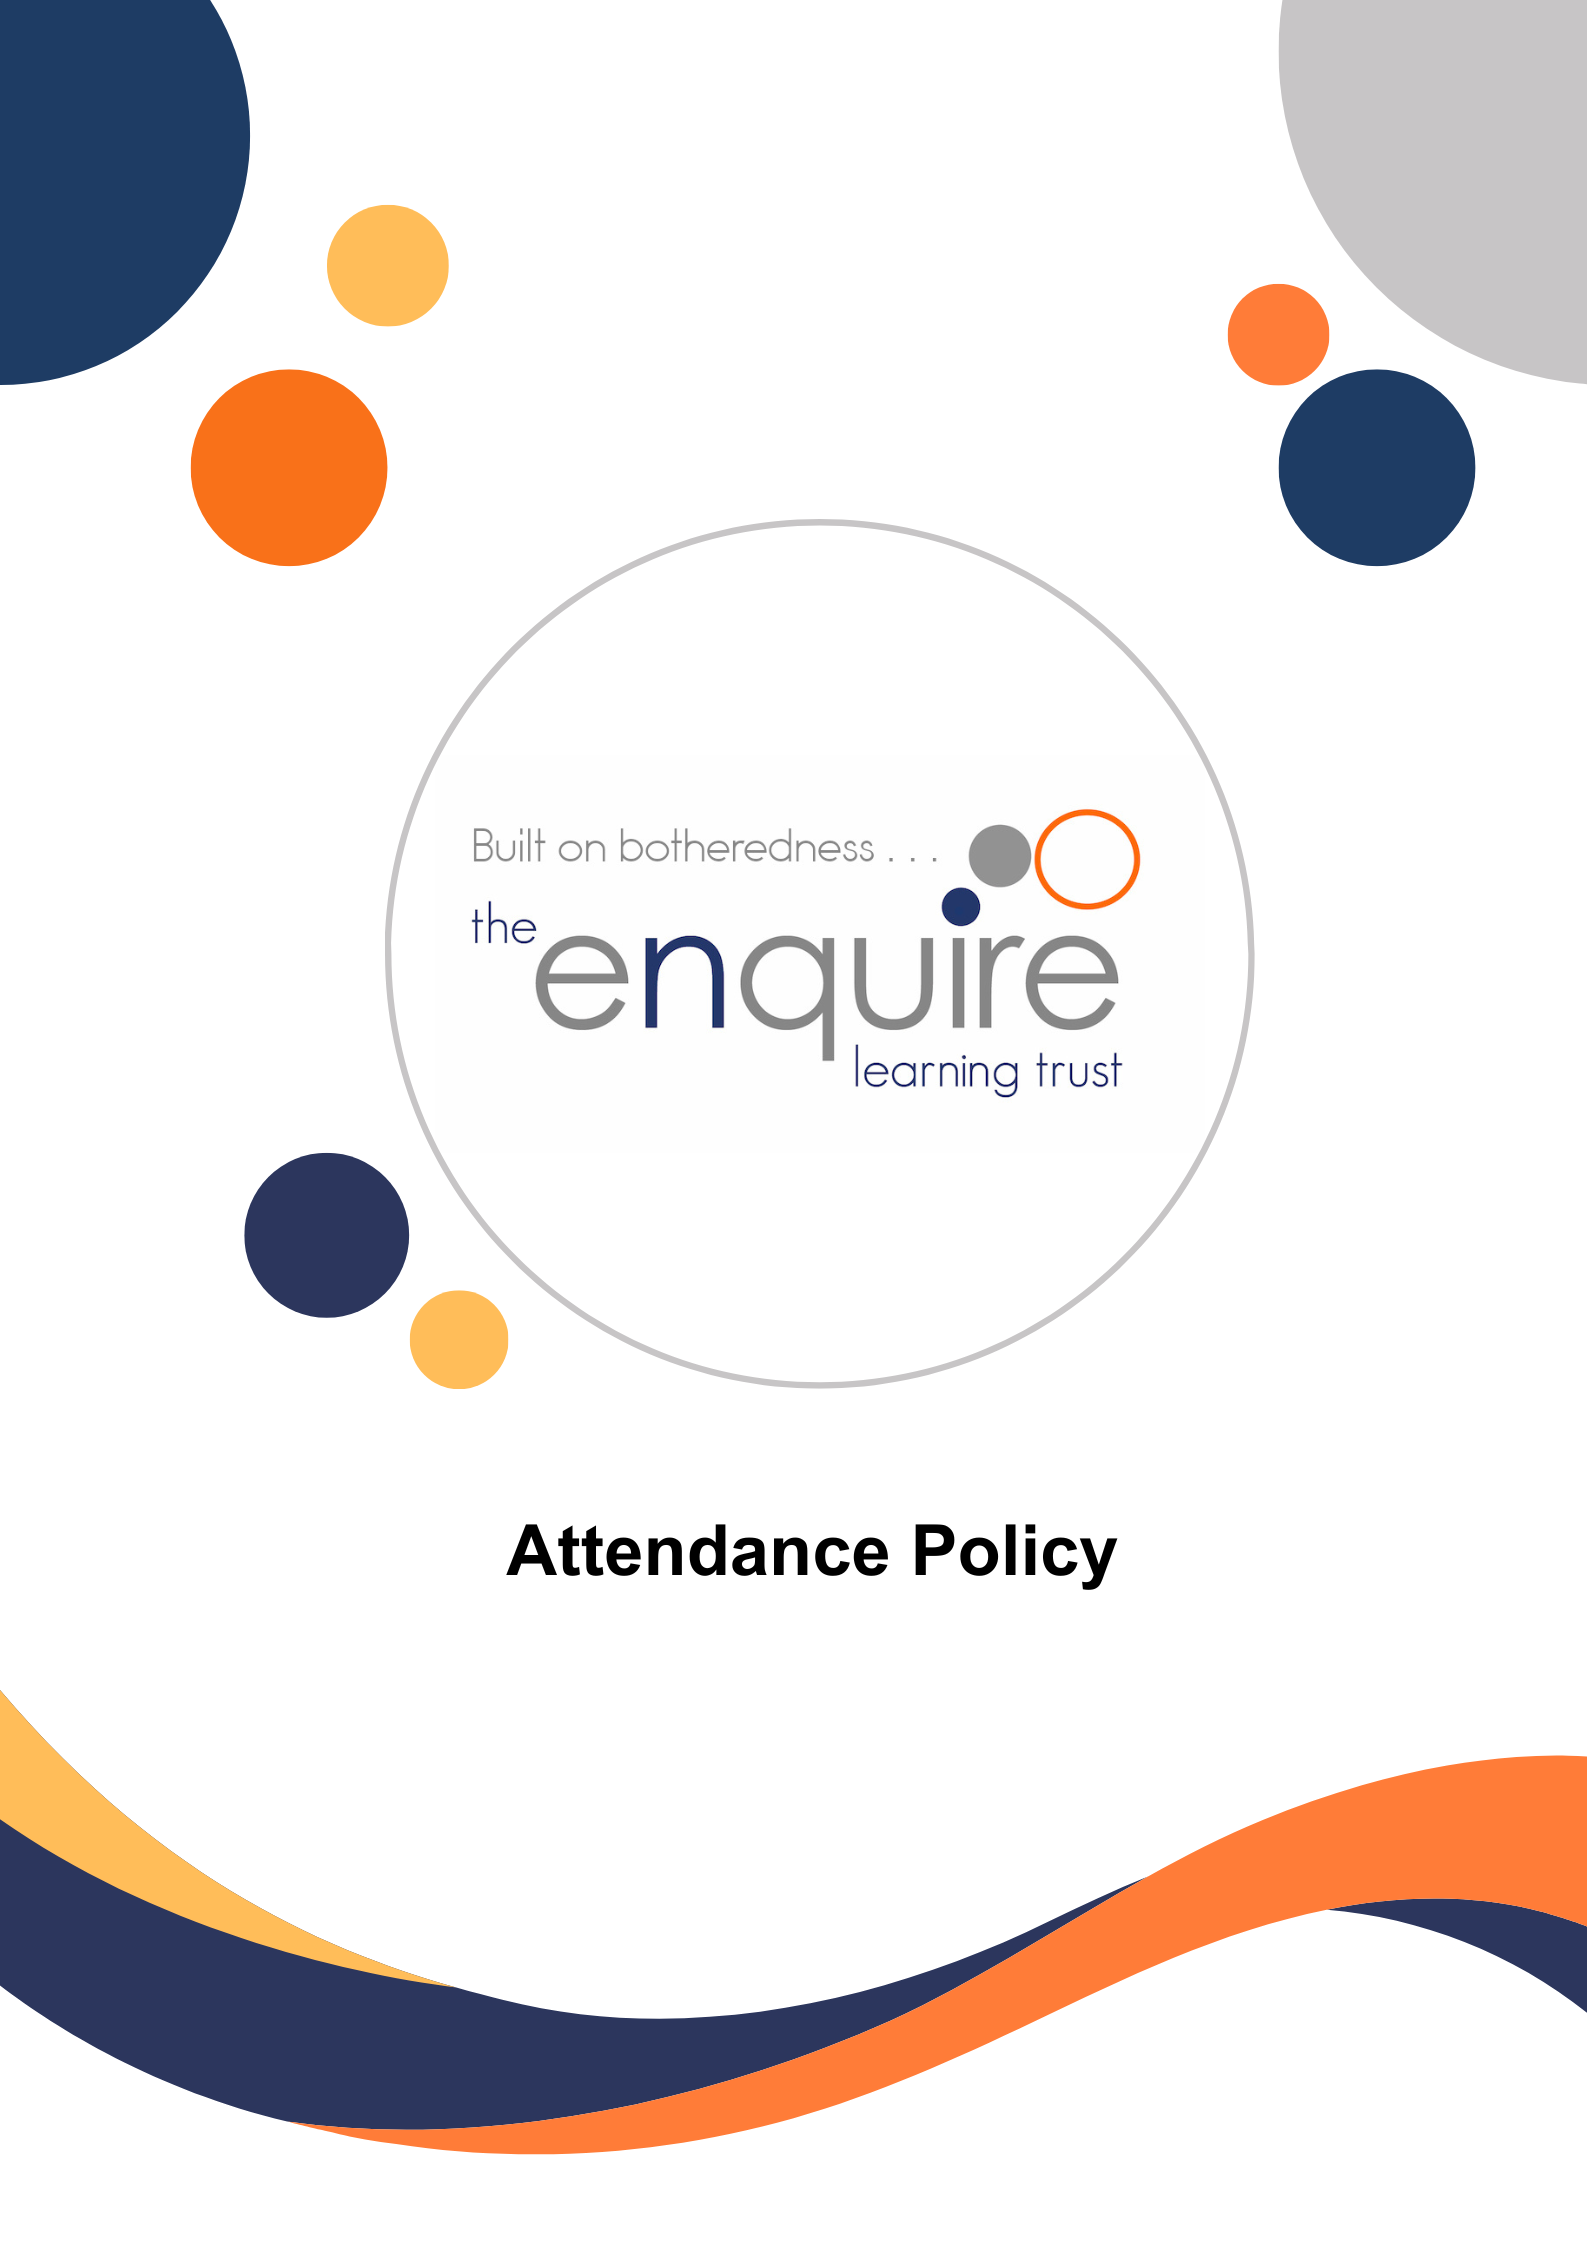 Built on botheredness . . .
the
enquire
learning trust
Attendance Policy